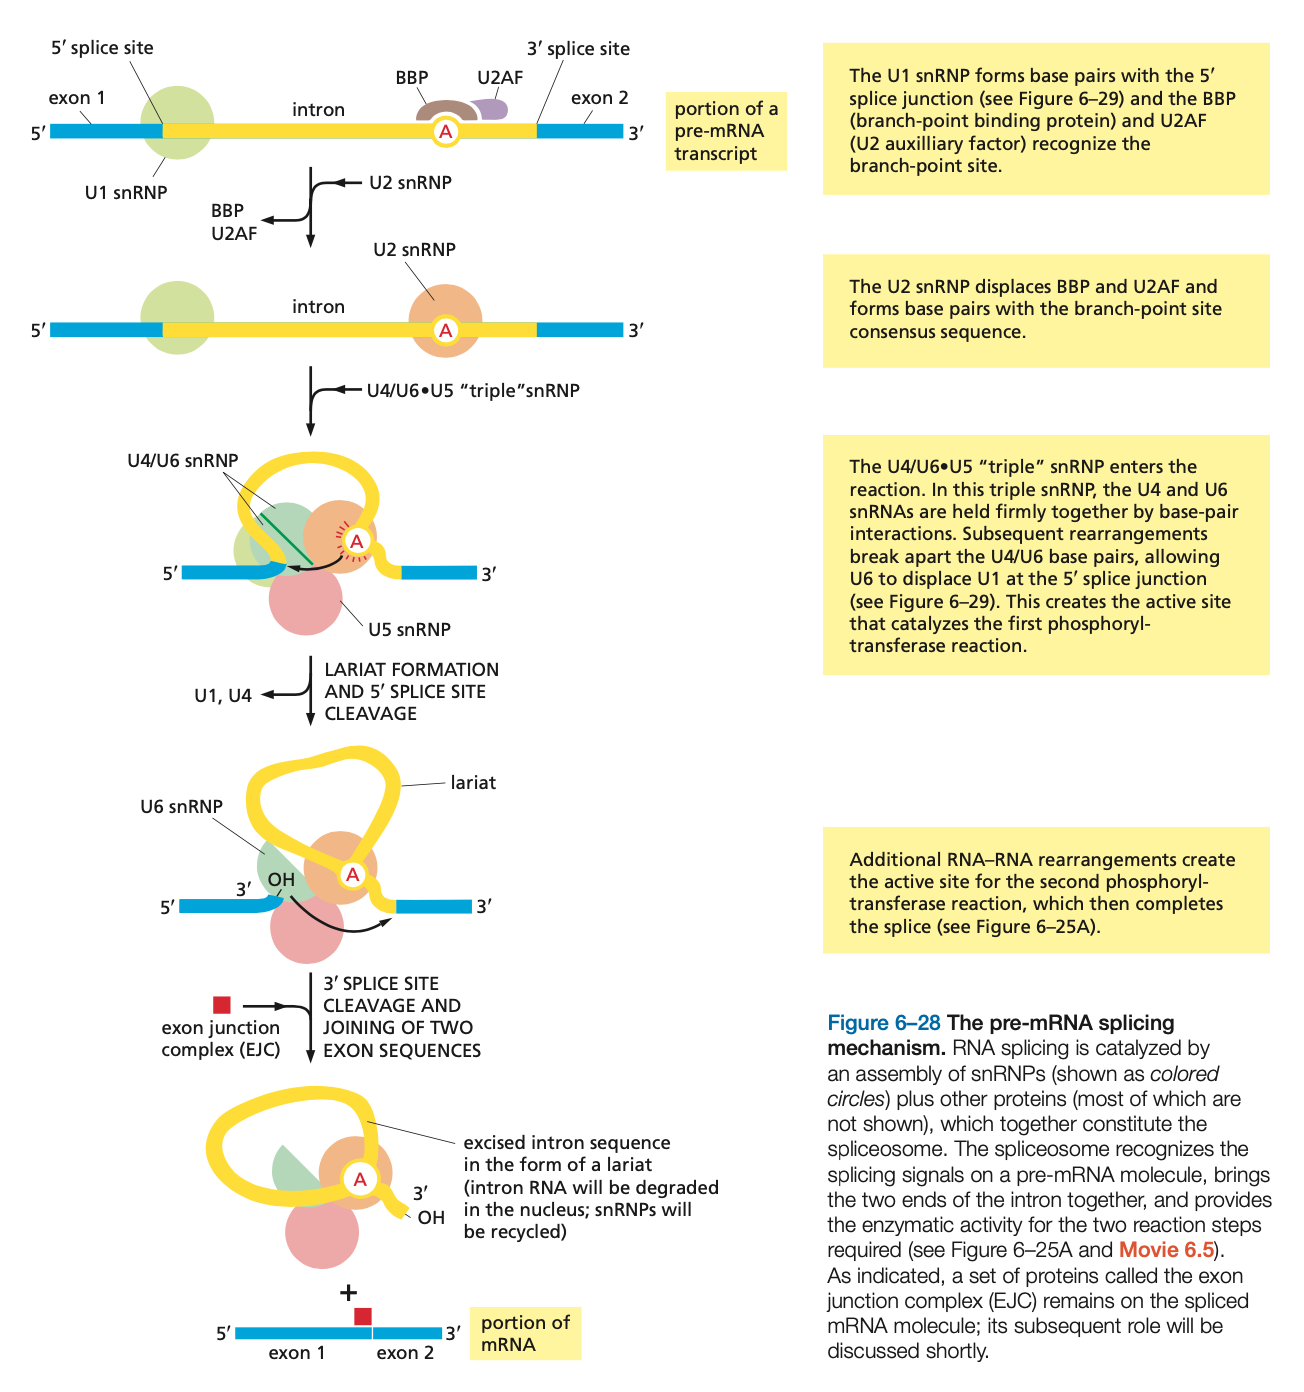 5′ splice site
3′ splice site
BBP
U2AF
exon 1
intron
exon 2
5′
A
3′
U1 snRNP
portion of a
pre-mRNA
transcript
The U1 snRNP forms base pairs with the 5′
splice junction (see Figure 6–29) and the BBP
(branch-point binding protein) and U2AF
(U2 auxilliary factor) recognize the
branch-point site.
U2 snRNP
BBP
U2AF
U2 snRNP
intron
5′
A
3′
The U2 snRNP displaces BBP and U2AF and
forms base pairs with the branch-point site
consensus sequence.
U4/U6•U5 “triple”snRNP
U4/U6 snRNP
A
5′
3′
U5 snRNP
The U4/U6•U5 “triple” snRNP enters the
reaction. In this triple snRNP, the U4 and U6
snRNAs are held firmly together by base-pair
interactions. Subsequent rearrangements
break apart the U4/U6 base pairs, allowing
U6 to displace U1 at the 5′ splice junction
(see Figure 6–29). This creates the active site
that catalyzes the first phosphoryl-
transferase reaction.
U1, U4
LARIAT FORMATION
AND 5′ SPLICE SITE
CLEAVAGE
lariat
U6 snRNP
A
3′
OH
5′
3′
Additional RNA–RNA rearrangements create
the active site for the second phosphoryl-
transferase reaction, which then completes
the splice (see Figure 6–25A).
exon junction
complex (EJC)
3′ SPLICE SITE
CLEAVAGE AND
JOINING OF TWO
EXON SEQUENCES
A
3′
OH
excised intron sequence
in the form of a lariat
(intron RNA will be degraded
in the nucleus; snRNPs will
be recycled)
+
5′
3′
exon 1
exon 2
portion of
mRNA
Figure 6–28 The pre-mRNA splicing
mechanism. RNA splicing is catalyzed by
an assembly of snRNPs (shown as colored
circles) plus other proteins (most of which are
not shown), which together constitute the
spliceosome. The spliceosome recognizes the
splicing signals on a pre-mRNA molecule, brings
the two ends of the intron together, and provides
the enzymatic activity for the two reaction steps
required (see Figure 6–25A and Movie 6.5).
As indicated, a set of proteins called the exon
junction complex (EJC) remains on the spliced
mRNA molecule; its subsequent role will be
discussed shortly.